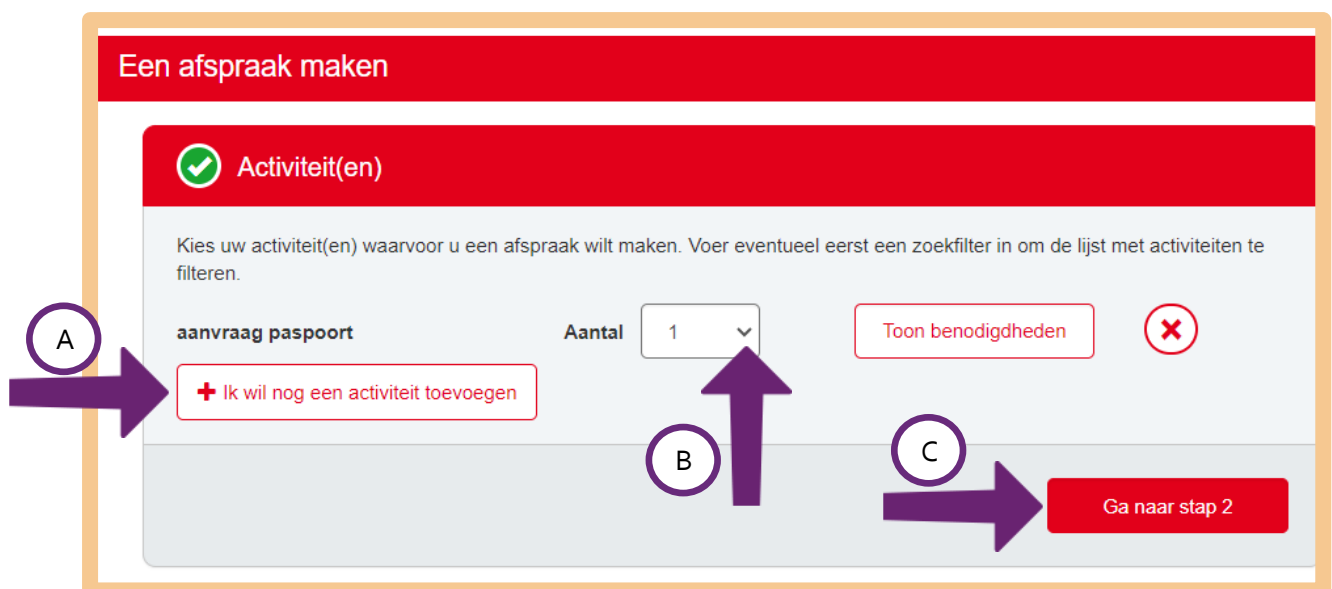 Een afspraak maken
Activiteit(en)
Kies uw activiteit(en) waarvoor u een afspraak wilt maken. Voer eventueel eerst een zoekfilter in om de lijst met activiteiten te
filteren.
A
aanvraag paspoort Aantal 1 Toon benodigdheden
+ Ik wil nog een activiteit toevoegen
B
C
Ga naar stap 2